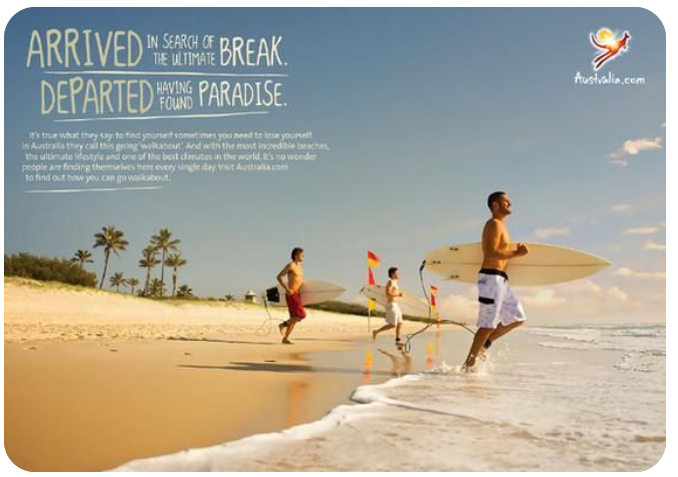 ARRIVED IN SEARCH OF THE ULTIMATE BREAK.
DEPARTED HAVING FOUND PARADISE.
It's true what they say: to find yourself sometimes you need to lose yourself.
In Australia they call this going 'walkabout'. And with the most incredible beaches,
the ultimate lifestyle and one of the best climates in the world, it's no wonder
people are finding themselves here every single day. Visit Australia.com
to find out how you can go walkabout.
Australia.com